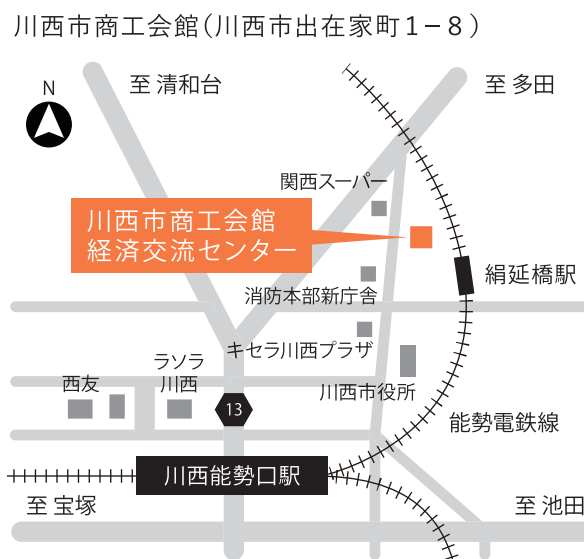 川西市商工会館（川西市出在家町1−8）
至 清和台
至 多田
N
関西スーパー
川西市商工会館
経済交流センター
絹延橋駅
消防本部新庁舎
キセラ川西プラザ
ラソラ
川西
西友
川西市役所
13
能勢電鉄線
川西能勢口駅
至 宝塚
至 池田